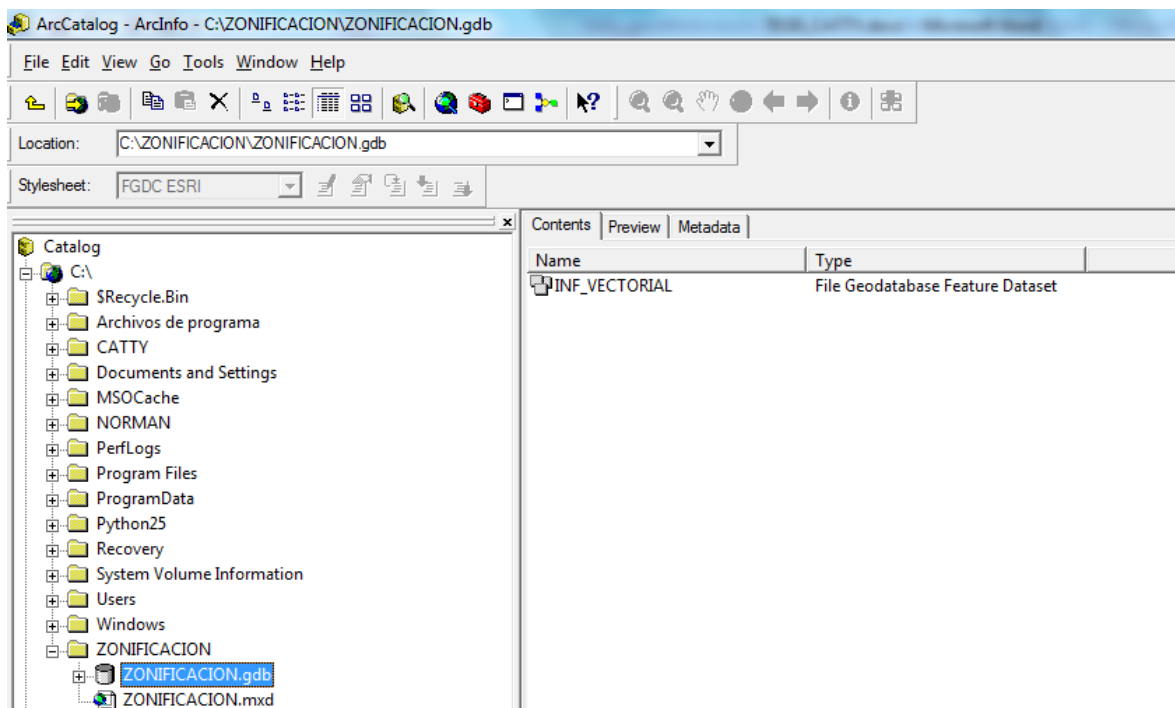 ArcCatalog - ArcInfo - C:\ZONIFICACION\ZONIFICACION.gdb
File Edit View Go Tools Window Help
Location: C:\ZONIFICACION\ZONIFICACION.gdb
Stylesheet: FGDC ESRI
Contents Preview Metadata
Name Type
INF_VECTORIAL File Geodatabase Feature Dataset
Catalog
C:\
$Recycle.Bin
Archivos de programa
CATTY
Documents and Settings
MSOCache
NORMAN
PerfLogs
Program Files
ProgramData
Python25
Recovery
System Volume Information
Users
Windows
ZONIFICACION
ZONIFICACION.gdb
ZONIFICACION.mxd